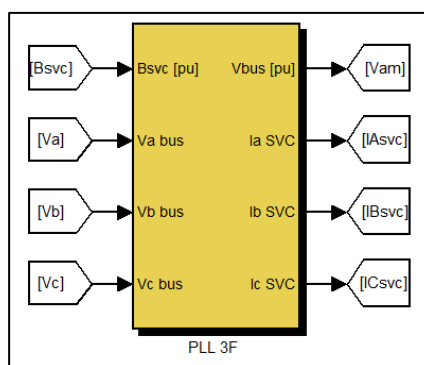 [Bsvc] Bsvc [pu] Vbus [pu] [Vam]
[Va] Va bus Ia SVC [IAsvc]
[Vb] Vb bus Ib SVC [IBsvc]
[Vc] Vc bus Ic SVC [ICsvc]
PLL 3F